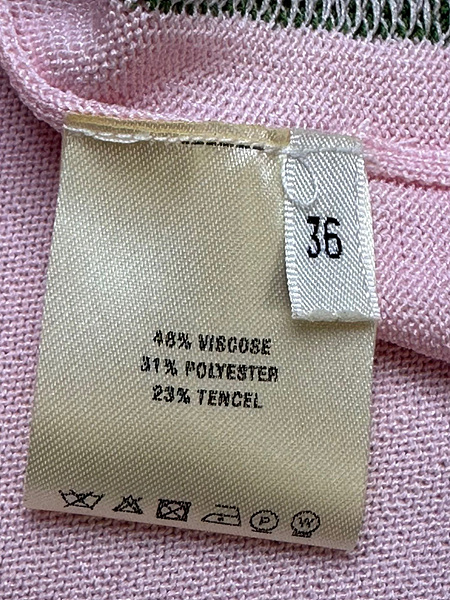 36
46% VISCOSE
31% POLYESTER
23% TENCEL
P
W